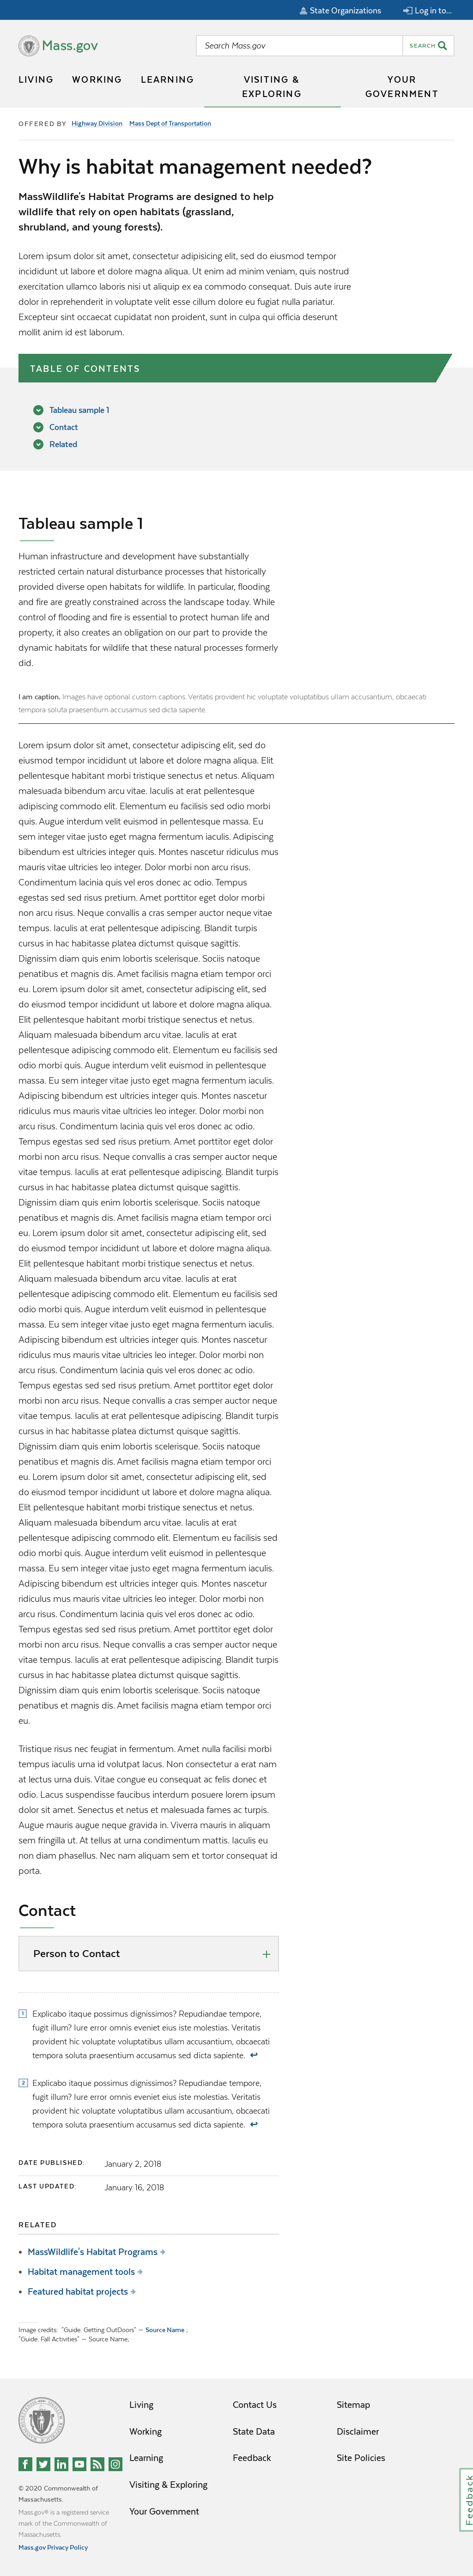 State Organizations
Log in to...
Mass.gov
Search Mass.gov
SEARCH
LIVING
WORKING
LEARNING
VISITING &
EXPLORING
YOUR
GOVERNMENT
OFFERED BY Highway Division Mass Dept of Transportation
Why is habitat management needed?
MassWildlife's Habitat Programs are designed to help
wildlife that rely on open habitats (grassland,
shrubland, and young forests).
Lorem ipsum dolor sit amet, consectetur adipisicing elit, sed do eiusmod tempor
incididunt ut labore et dolore magna aliqua. Ut enim ad minim veniam, quis nostrud
exercitation ullamco laboris nisi ut aliquip ex ea commodo consequat. Duis aute irure
dolor in reprehenderit in voluptate velit esse cillum dolore eu fugiat nulla pariatur.
Excepteur sint occaecat cupidatat non proident, sunt in culpa qui officia deserunt
mollit anim id est laborum.
TABLE OF CONTENTS
Tableau sample 1
Contact
Related
Tableau sample 1
Human infrastructure and development have substantially
restricted certain natural disturbance processes that historically
provided diverse open habitats for wildlife. In particular, flooding
and fire are greatly constrained across the landscape today. While
control of flooding and fire is essential to protect human life and
property, it also creates an obligation on our part to provide the
dynamic habitats for wildlife that these natural processes formerly
did.
I am caption. Images have optional custom captions. Veritatis provident hic voluptate voluptatibus ullam accusantium, obcaecati
tempora soluta praesentium accusamus sed dicta sapiente.
Lorem ipsum dolor sit amet, consectetur adipiscing elit, sed do
eiusmod tempor incididunt ut labore et dolore magna aliqua. Elit
pellentesque habitant morbi tristique senectus et netus. Aliquam
malesuada bibendum arcu vitae. Iaculis at erat pellentesque
adipiscing commodo elit. Elementum eu facilisis sed odio morbi
quis. Augue interdum velit euismod in pellentesque massa. Eu
sem integer vitae justo eget magna fermentum iaculis. Adipiscing
bibendum est ultricies integer quis. Montes nascetur ridiculus mus
mauris vitae ultricies leo integer. Dolor morbi non arcu risus.
Condimentum lacinia quis vel eros donec ac odio. Tempus
egestas sed sed risus pretium. Amet porttitor eget dolor morbi
non arcu risus. Neque convallis a cras semper auctor neque vitae
tempus. Iaculis at erat pellentesque adipiscing. Blandit turpis
cursus in hac habitasse platea dictumst quisque sagittis.
Dignissim diam quis enim lobortis scelerisque. Sociis natoque
penatibus et magnis dis. Amet facilisis magna etiam tempor orci
eu. Lorem ipsum dolor sit amet, consectetur adipiscing elit, sed
do eiusmod tempor incididunt ut labore et dolore magna aliqua.
Elit pellentesque habitant morbi tristique senectus et netus.
Aliquam malesuada bibendum arcu vitae. Iaculis at erat
pellentesque adipiscing commodo elit. Elementum eu facilisis sed
odio morbi quis. Augue interdum velit euismod in pellentesque
massa. Eu sem integer vitae justo eget magna fermentum iaculis.
Adipiscing bibendum est ultricies integer quis. Montes nascetur
ridiculus mus mauris vitae ultricies leo integer. Dolor morbi non
arcu risus. Condimentum lacinia quis vel eros donec ac odio.
Tempus egestas sed sed risus pretium. Amet porttitor eget dolor
morbi non arcu risus. Neque convallis a cras semper auctor neque
vitae tempus. Iaculis at erat pellentesque adipiscing. Blandit turpis
cursus in hac habitasse platea dictumst quisque sagittis.
Dignissim diam quis enim lobortis scelerisque. Sociis natoque
penatibus et magnis dis. Amet facilisis magna etiam tempor orci
eu. Lorem ipsum dolor sit amet, consectetur adipiscing elit, sed
do eiusmod tempor incididunt ut labore et dolore magna aliqua.
Elit pellentesque habitant morbi tristique senectus et netus.
Aliquam malesuada bibendum arcu vitae. Iaculis at erat
pellentesque adipiscing commodo elit. Elementum eu facilisis sed
odio morbi quis. Augue interdum velit euismod in pellentesque
massa. Eu sem integer vitae justo eget magna fermentum iaculis.
Adipiscing bibendum est ultricies integer quis. Montes nascetur
ridiculus mus mauris vitae ultricies leo integer. Dolor morbi non
arcu risus. Condimentum lacinia quis vel eros donec ac odio.
Tempus egestas sed sed risus pretium. Amet porttitor eget dolor
morbi non arcu risus. Neque convallis a cras semper auctor neque
vitae tempus. Iaculis at erat pellentesque adipiscing. Blandit turpis
cursus in hac habitasse platea dictumst quisque sagittis.
Dignissim diam quis enim lobortis scelerisque. Sociis natoque
penatibus et magnis dis. Amet facilisis magna etiam tempor orci
eu. Lorem ipsum dolor sit amet, consectetur adipiscing elit, sed
do eiusmod tempor incididunt ut labore et dolore magna aliqua.
Elit pellentesque habitant morbi tristique senectus et netus.
Aliquam malesuada bibendum arcu vitae. Iaculis at erat
pellentesque adipiscing commodo elit. Elementum eu facilisis sed
odio morbi quis. Augue interdum velit euismod in pellentesque
massa. Eu sem integer vitae justo eget magna fermentum iaculis.
Adipiscing bibendum est ultricies integer quis. Montes nascetur
ridiculus mus mauris vitae ultricies leo integer. Dolor morbi non
arcu risus. Condimentum lacinia quis vel eros donec ac odio.
Tempus egestas sed sed risus pretium. Amet porttitor eget dolor
morbi non arcu risus. Neque convallis a cras semper auctor neque
vitae tempus. Iaculis at erat pellentesque adipiscing. Blandit turpis
cursus in hac habitasse platea dictumst quisque sagittis.
Dignissim diam quis enim lobortis scelerisque. Sociis natoque
penatibus et magnis dis. Amet facilisis magna etiam tempor orci
eu.
Tristique risus nec feugiat in fermentum. Amet nulla facilisi morbi
tempus iaculis urna id volutpat lacus. Non consectetur a erat nam
at lectus urna duis. Vitae congue eu consequat ac felis donec et
odio. Lacus suspendisse faucibus interdum posuere lorem ipsum
dolor sit amet. Senectus et netus et malesuada fames ac turpis.
Augue mauris augue neque gravida in. Viverra mauris in aliquam
sem fringilla ut. At tellus at urna condimentum mattis. Iaculis eu
non diam phasellus. Nec nam aliquam sem et tortor consequat id
porta.
Contact
Person to Contact
1 Explicabo itaque possimus dignissimos? Repudiandae tempore,
fugit illum? Iure error omnis eveniet eius iste molestias. Veritatis
provident hic voluptate voluptatibus ullam accusantium, obcaecati
tempora soluta praesentium accusamus sed dicta sapiente. ↩
2 Explicabo itaque possimus dignissimos? Repudiandae tempore,
fugit illum? Iure error omnis eveniet eius iste molestias. Veritatis
provident hic voluptate voluptatibus ullam accusantium, obcaecati
tempora soluta praesentium accusamus sed dicta sapiente. ↩
DATE PUBLISHED: January 2, 2018
LAST UPDATED: January 16, 2018
RELATED
MassWildlife's Habitat Programs
Habitat management tools
Featured habitat projects
Image credits: "Guide: Getting OutDoors" — Source Name ,
"Guide: Fall Activities" — Source Name;
Living
Working
Learning
Visiting & Exploring
Your Government
Contact Us
State Data
Feedback
Sitemap
Disclaimer
Site Policies
© 2020 Commonwealth of
Massachusetts.
Mass.gov® is a registered service
mark of the Commonwealth of
Massachusetts.
Mass.gov Privacy Policy
Feedback